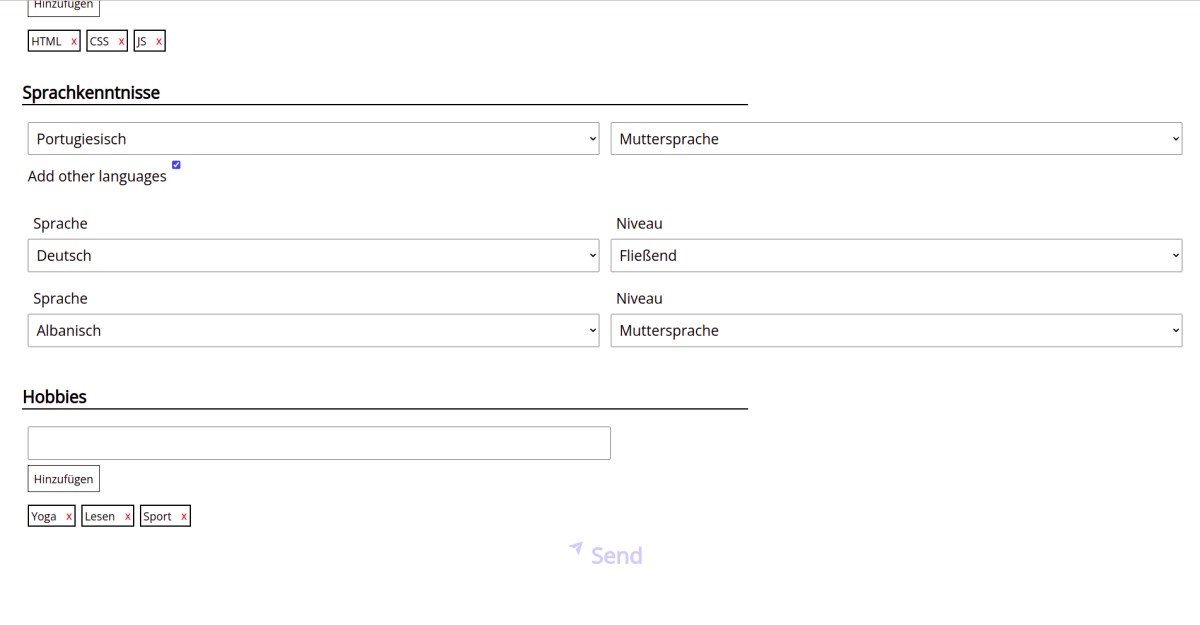 Hinzufügen
HTML x CSS x JS x
Sprachkenntnisse
Portugiesisch Muttersprache
Add other languages
Sprache Niveau
Deutsch Fließend
Sprache Niveau
Albanisch Muttersprache
Hobbies
Hinzufügen
Yoga x Lesen x Sport x
Send